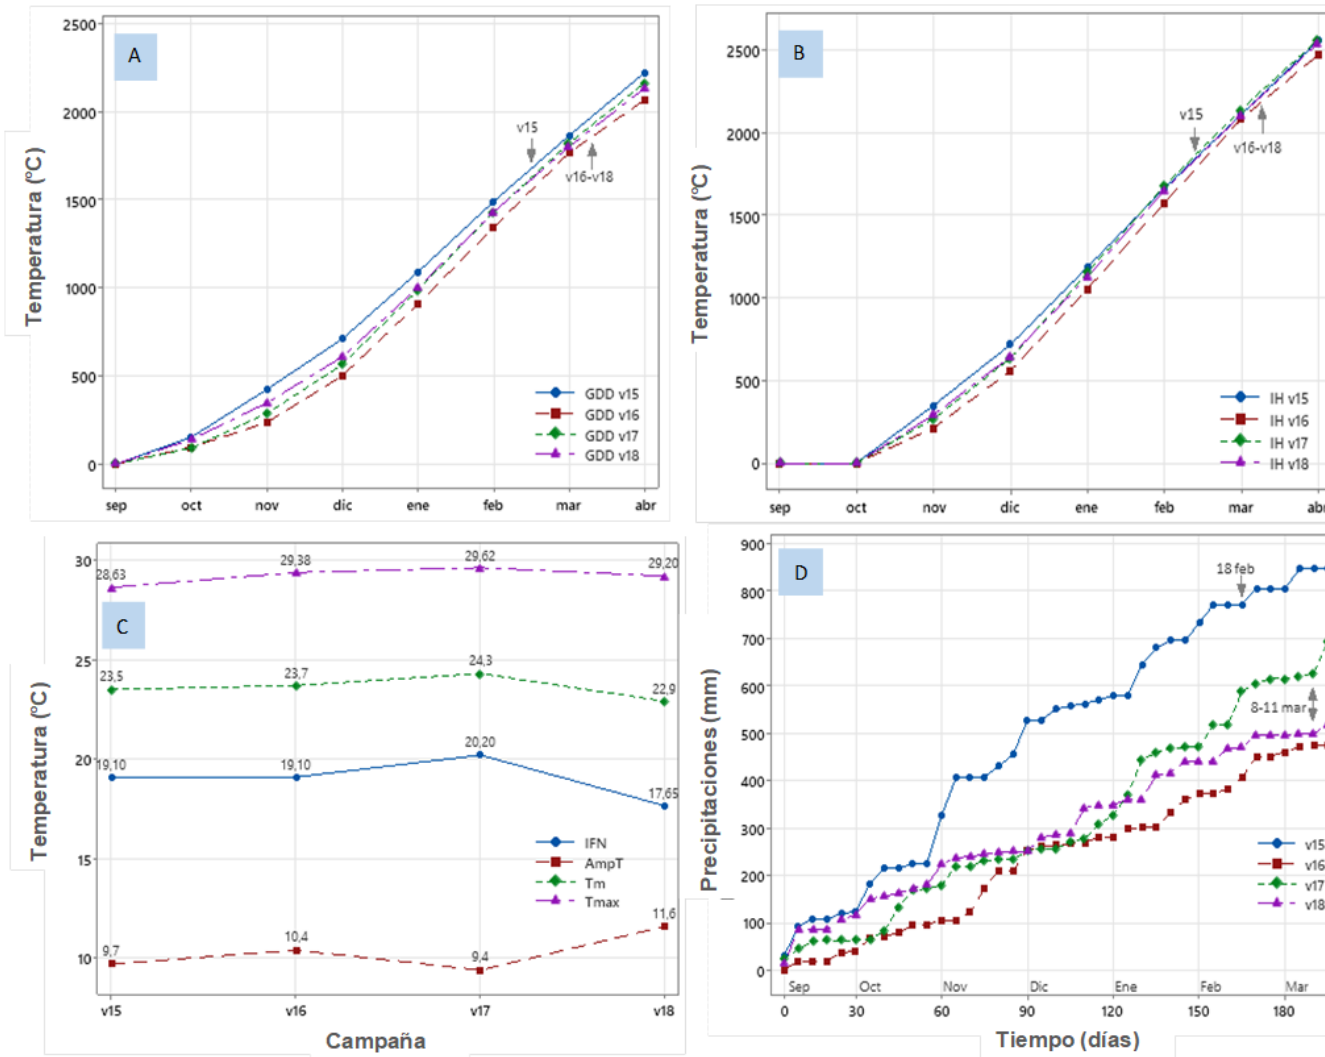 A
Temperatura (ºC)
2500
2000
1500
1000
500
0
v15
v16-v18
GDD v15
GDD v16
GDD v17
GDD v18
sep oct nov dic ene feb mar abr
B
Temperatura (ºC)
2500
2000
1500
1000
500
0
v15
v16-v18
IH v15
IH v16
IH v17
IH v18
sep oct nov dic ene feb mar abr
C
Temperatura (ºC)
30
25
20
15
10
28,63 29,38 29,62 29,20
23,5 23,7 24,3 22,9
19,10 19,10 20,20 17,65
9,7 10,4 9,4 11,6
IFN
AmpT
Tm
Tmax
v15 v16 v17 v18
Campaña
D
Precipitaciones (mm)
900
800
700
600
500
400
300
200
100
0
18 feb
8-11 mar
v15
v16
v17
v18
Sep Oct Nov Dic Ene Feb Mar
0 30 60 90 120 150 180
Tiempo (días)